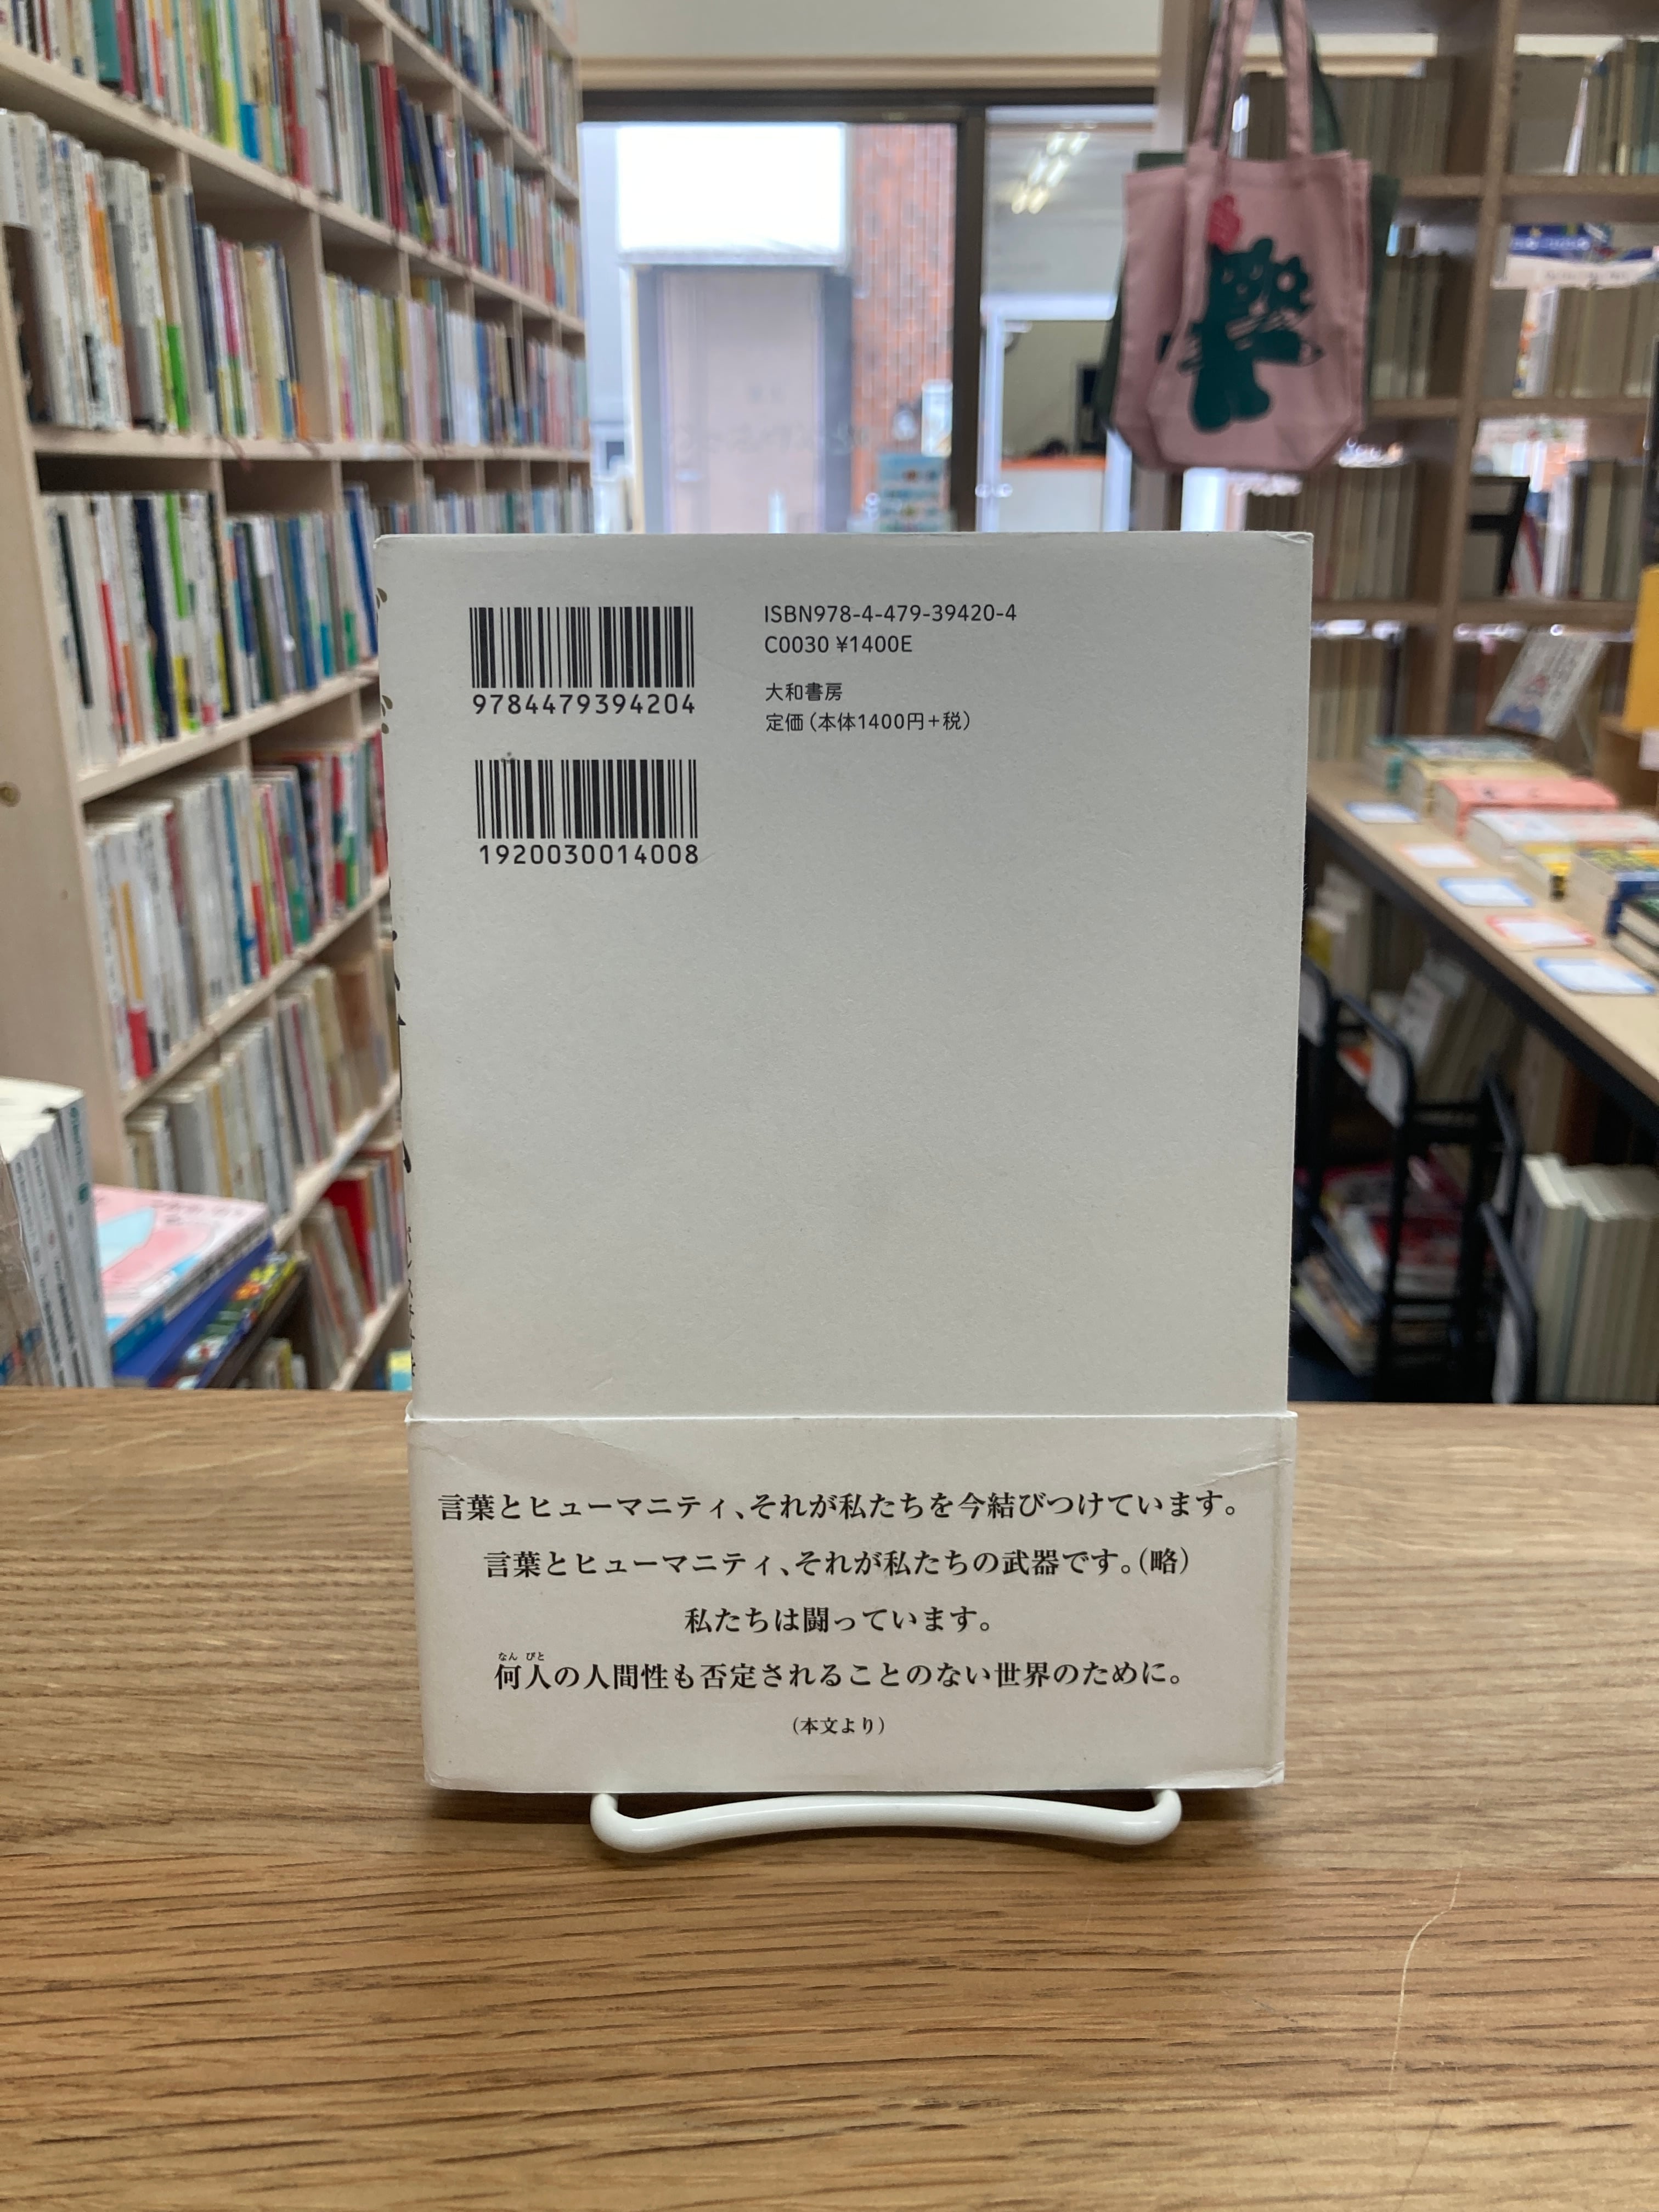 9784479394204
1920030014008
ISBN978-4-479-39420-4
C0030 ¥1400E
大和書房
定価（本体1400円＋税）
言葉とヒューマニティ、それが私たちを今結びつけています。
言葉とヒューマニティ、それが私たちの武器です。（略）
私たちは闘っています。
なん びと
何人の人間性も否定されることのない世界のために。
（本文より）